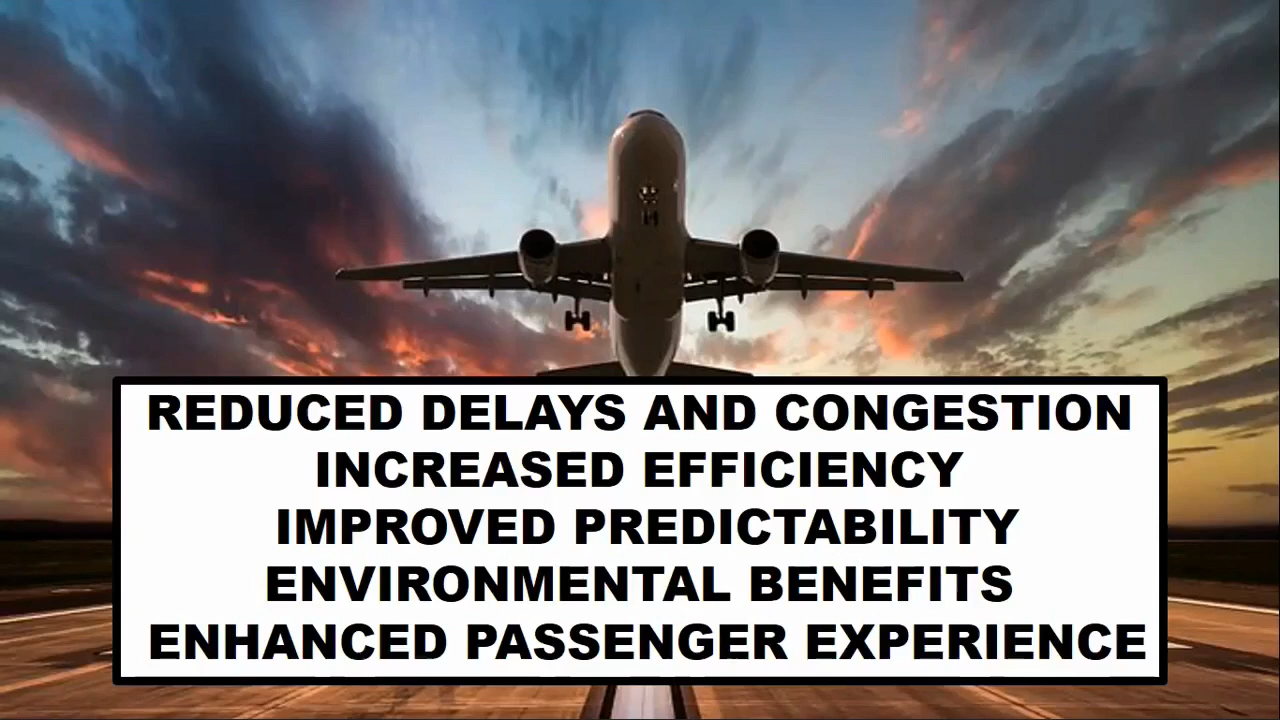 REDUCED DELAYS AND CONGESTION
INCREASED EFFICIENCY
IMPROVED PREDICTABILITY
ENVIRONMENTAL BENEFITS
ENHANCED PASSENGER EXPERIENCE